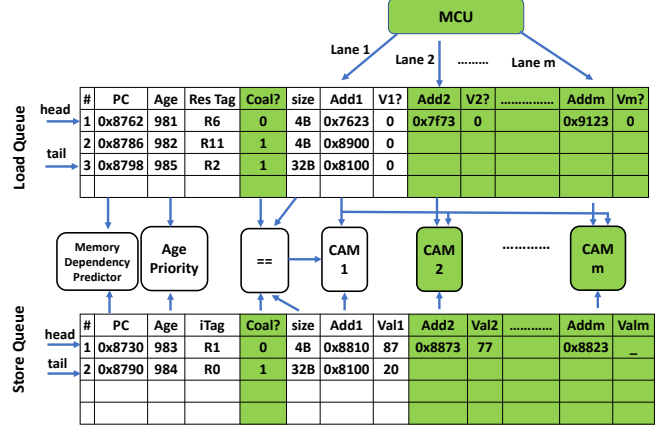 MCU
Lane 1
Lane 2
.........
Lane m
Load Queue
head
tail
# PC Age Res Tag Coal? size Add1 V1? Add2 V2? ............... Addm Vm?
1 0x8762 981 R6 0 4B 0x7623 0 0x7f73 0 0x9123 0
2 0x8786 982 R11 1 4B 0x8900 0
3 0x8798 985 R2 1 32B 0x8100 0
Memory
Dependency
Predictor
Age
Priority
==
CAM
1
CAM
2
.............
CAM
m
Store Queue
head
tail
# PC Age iTag Coal? size Add1 Val1 Add2 Val2 ............ Addm Valm
1 0x8730 983 R1 0 4B 0x8810 87 0x8873 77 0x8823 _
2 0x8790 984 R0 1 32B 0x8100 20